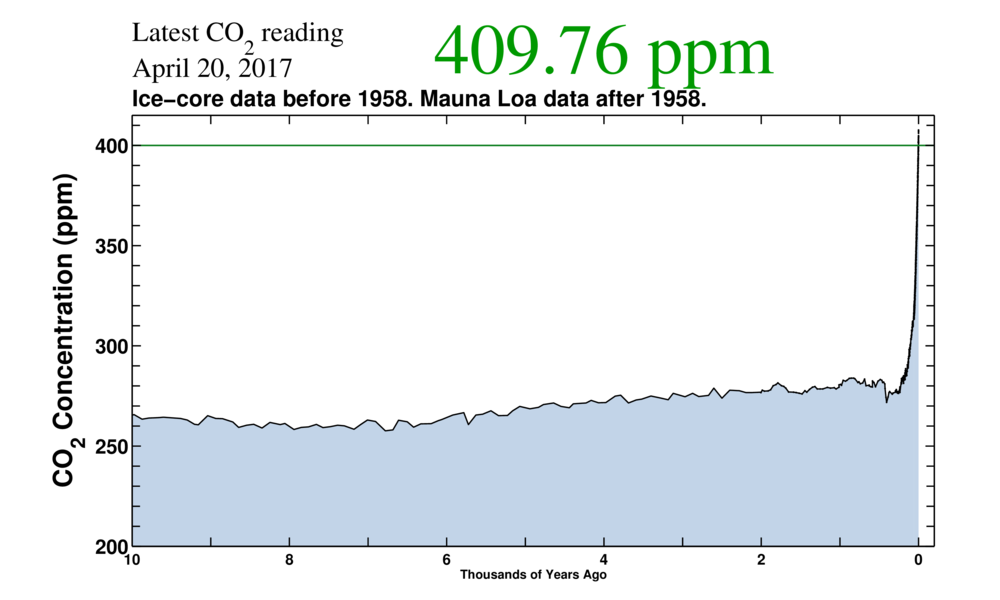 Latest CO2 reading
April 20, 2017
409.76 ppm
Ice-core data before 1958. Mauna Loa data after 1958.
CO2 Concentration (ppm)
400
350
300
250
200
10 8 6 4 2 0
Thousands of Years Ago